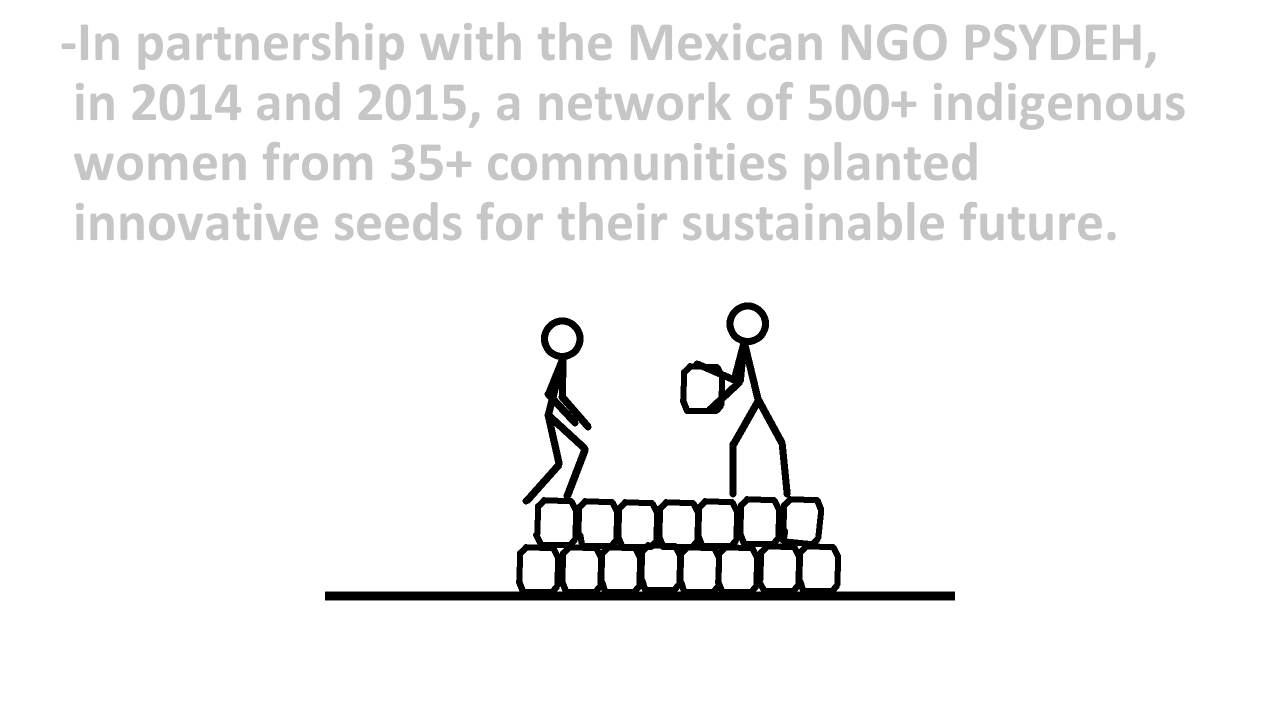 -In partnership with the Mexican NGO PSYDEH,
in 2014 and 2015, a network of 500+ indigenous
women from 35+ communities planted
innovative seeds for their sustainable future.